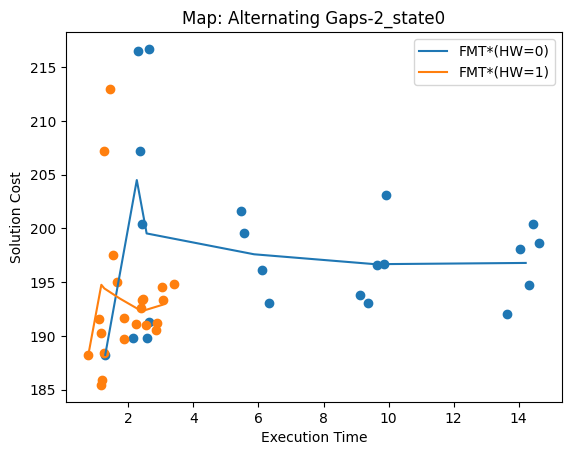 Map: Alternating Gaps-2_state0
FMT*(HW=0)
FMT*(HW=1)
Solution Cost
215
210
205
200
195
190
185
2 4 6 8 10 12 14
Execution Time